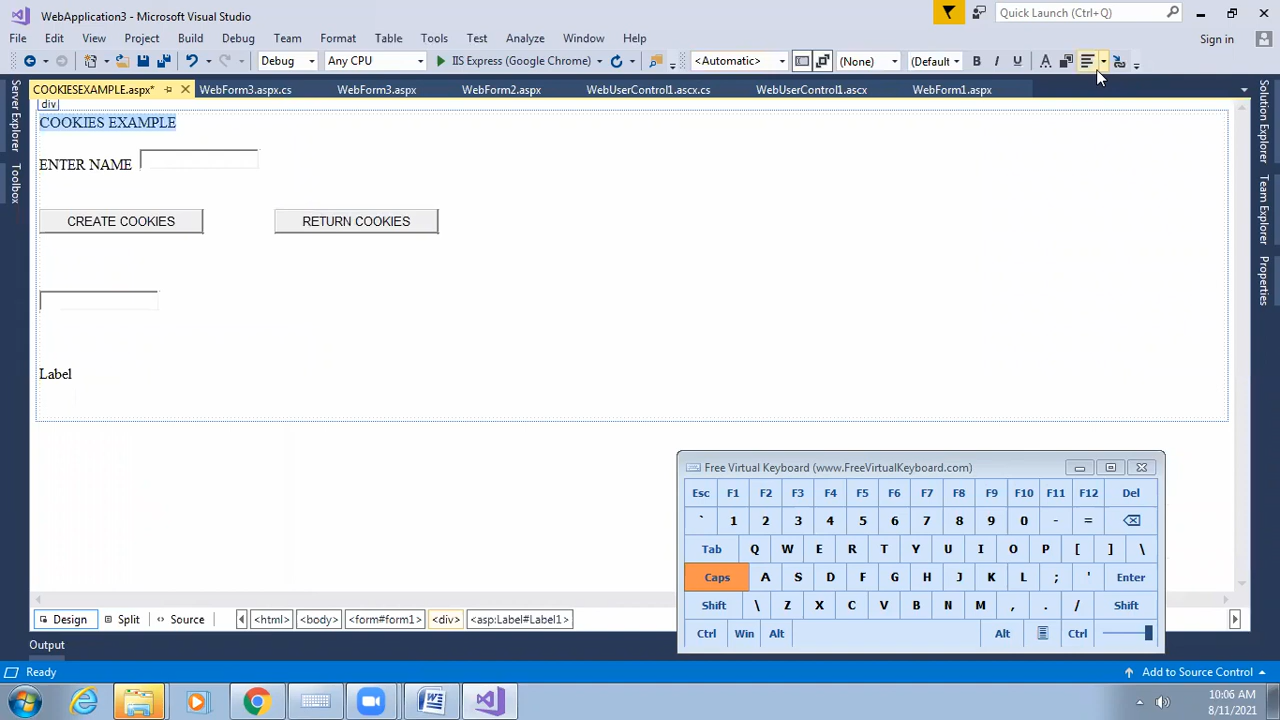 WebApplication3 - Microsoft Visual Studio
Quick Launch (Ctrl+Q)
File Edit View Project Build Debug Team Format Table Tools Test Analyze Window Help
Sign in
Debug Any CPU IIS Express (Google Chrome) <Automatic> (None) (Default B I U A
COOKIESEXAMPLE.aspx* WebForm3.aspx.cs WebForm3.aspx WebForm2.aspx WebUserControl1.ascx.cs WebUserControl1.ascx WebForm1.aspx
Server Explorer
Toolbox
Solution Explorer
Team Explorer
Properties
div
COOKIES EXAMPLE
ENTER NAME
CREATE COOKIES RETURN COOKIES
Label
Free Virtual Keyboard (www.FreeVirtualKeyboard.com)
Esc F1 F2 F3 F4 F5 F6 F7 F8 F9 F10 F11 F12 Del
` 1 2 3 4 5 6 7 8 9 0 - =
Tab Q W E R T Y U I O P [ ] \
Caps A S D F G H J K L ; ' Enter
Shift \ Z X C V B N M , . / Shift
Ctrl Win Alt Alt Ctrl
Design Split Source <html> <body> <form#form1> <div> <asp:Label#Label1>
Output
Ready
Add to Source Control
10:06 AM
8/11/2021